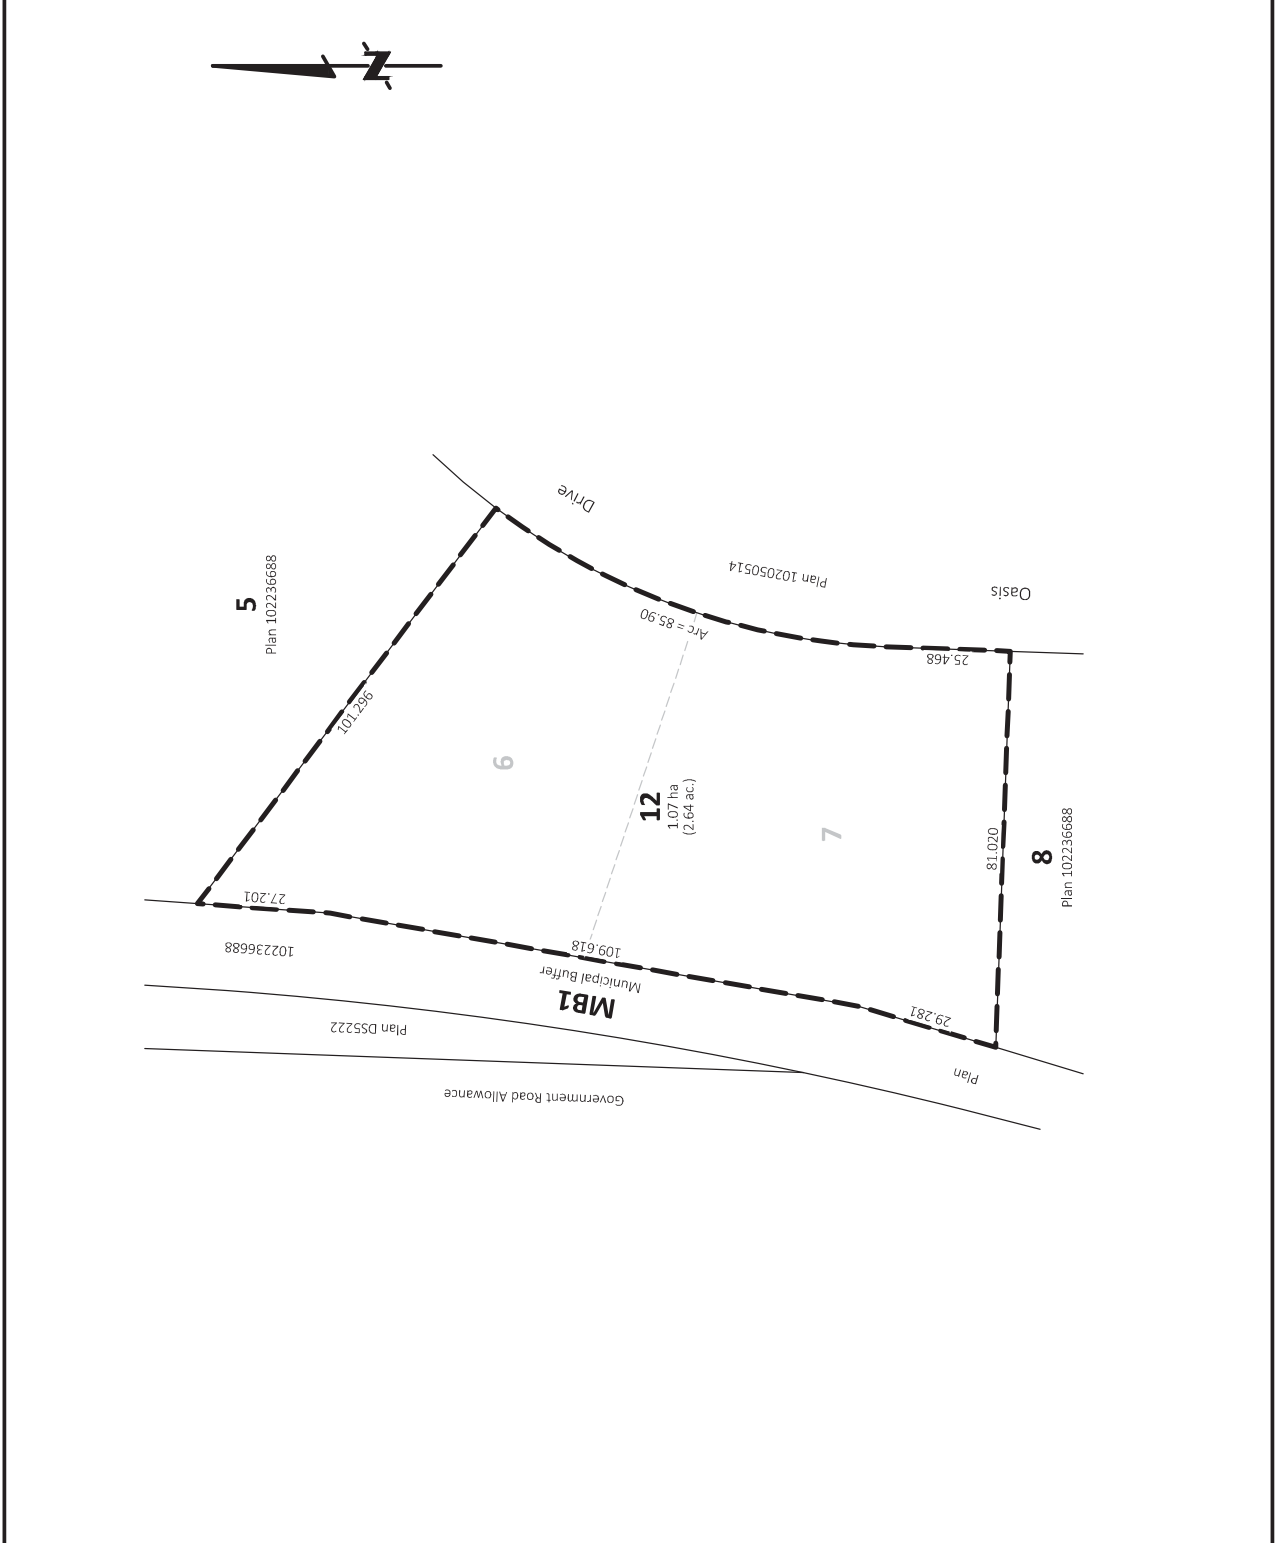 N
Drive
Plan 102050514
Oasis
5
Plan 102236688
Arc = 85.90
25.468
101.296
6
12
1.07 ha
(2.64 ac.)
7
81.020
8
Plan 102236688
27.201
102236688
109.618
Municipal Buffer
MB1
29.281
Plan DS5222
Plan
Government Road Allowance